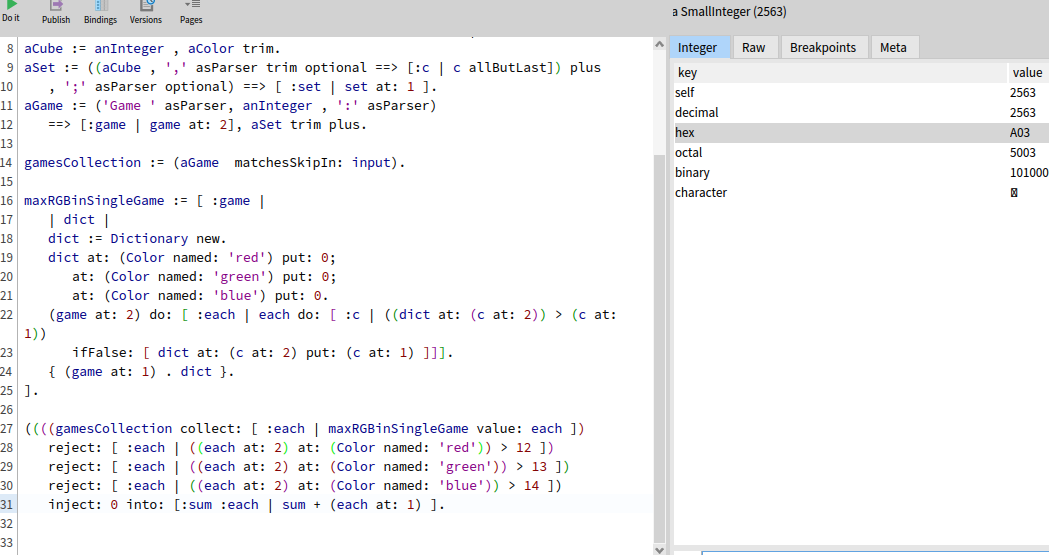 Do it Publish Bindings Versions Pages
8 aCube := anInteger , aColor trim.
9 aSet := ((aCube , ',' asParser trim optional ==> [:c | c allButLast]) plus
10 , ';' asParser optional) ==> [ :set | set at: 1 ].
11 aGame := ('Game ' asParser, anInteger , ':' asParser)
12 ==> [:game | game at: 2], aSet trim plus.
13
14 gamesCollection := (aGame  matchesSkipIn: input).
15
16 maxRGBinSingleGame := [ :game |
17 | dict |
18 dict := Dictionary new.
19 dict at: (Color named: 'red') put: 0;
20 at: (Color named: 'green') put: 0;
21 at: (Color named: 'blue') put: 0.
22 (game at: 2) do: [ :each | each do: [ :c | ((dict at: (c at: 2)) > (c at:
1))
23 ifFalse: [ dict at: (c at: 2) put: (c at: 1) ]]].
24 { (game at: 1) . dict }.
25 ].
26
27 ((((gamesCollection collect: [ :each | maxRGBinSingleGame value: each ])
28 reject: [ :each | ((each at: 2) at: (Color named: 'red')) > 12 ])
29 reject: [ :each | ((each at: 2) at: (Color named: 'green')) > 13 ])
30 reject: [ :each | ((each at: 2) at: (Color named: 'blue')) > 14 ])
31 inject: 0 into: [:sum :each | sum + (each at: 1) ].
32
33
a SmallInteger (2563)
Integer Raw Breakpoints Meta
key value
self 2563
decimal 2563
hex A03
octal 5003
binary 101000
character